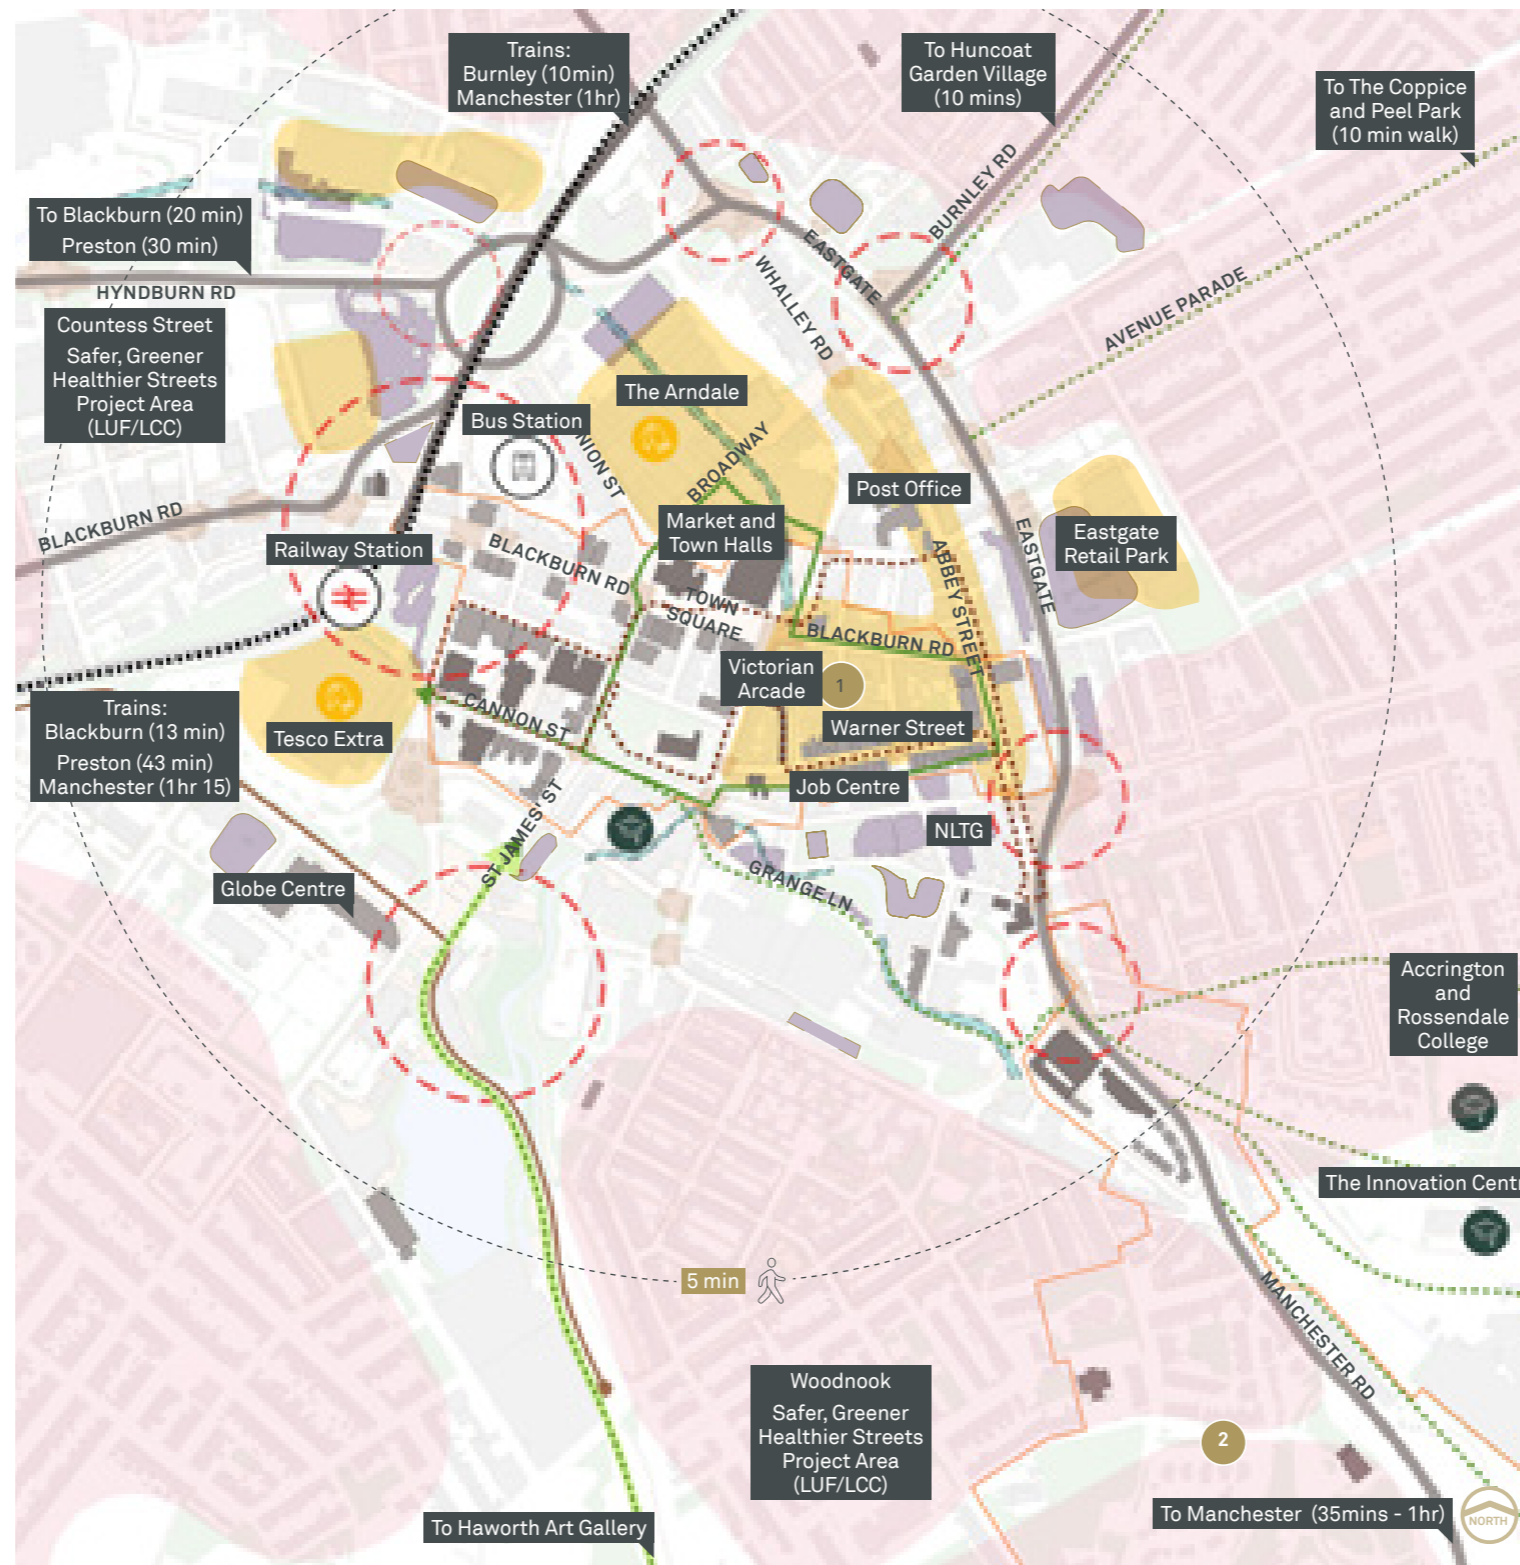 Trains:
Burnley (10min)
Manchester (1hr)
To Huncoat
Garden Village
(10 mins)
To The Coppice
and Peel Park
(10 min walk)
To Blackburn (20 min)
Preston (30 min)
HYNDBURN RD
BURNLEY RD
EASTGATE
WHALLEY RD
AVENUE PARADE
Countess Street
Safer, Greener
Healthier Streets
Project Area
(LUF/LCC)
The Arndale
Bus Station
NION ST
BROADWAY
Post Office
BLACKBURN RD
Market and
Town Halls
Eastgate
Retail Park
EASTGATE
Railway Station
BLACKBURN RD
ABBEY STREET
TOWN
SQUARE
BLACKBURN RD
Victorian
Arcade
1
Trains:
Blackburn (13 min)
Preston (43 min)
Manchester (1hr 15)
Tesco Extra
CANNON ST
Warner Street
Job Centre
NLTG
ST JAMES' ST
Globe Centre
GRANGE LN
Accrington
and
Rossendale
College
The Innovation Centr
5 min
MANCHESTER RD
Woodnook
Safer, Greener
Healthier Streets
Project Area
(LUF/LCC)
2
To Haworth Art Gallery
To Manchester (35mins - 1hr)
NORTH